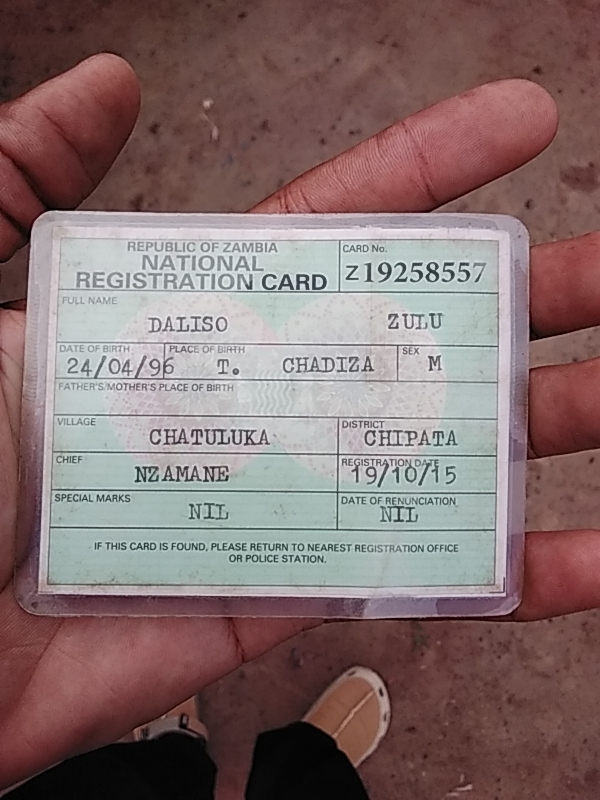 REPUBLIC OF ZAMBIA
NATIONAL
REGISTRATION CARD
CARD No.
Z19258557
FULL NAME
DALISO ZULU
DATE OF BIRTH PLACE OF BIRTH SEX
24/04/96 T. CHADIZA M
FATHER'S/MOTHER'S PLACE OF BIRTH
VILLAGE DISTRICT
CHATULUKA CHIPATA
CHIEF REGISTRATION DATE
NZAMANE 19/10/15
SPECIAL MARKS DATE OF RENUNCIATION
NIL NIL
IF THIS CARD IS FOUND, PLEASE RETURN TO NEAREST REGISTRATION OFFICE
OR POLICE STATION.